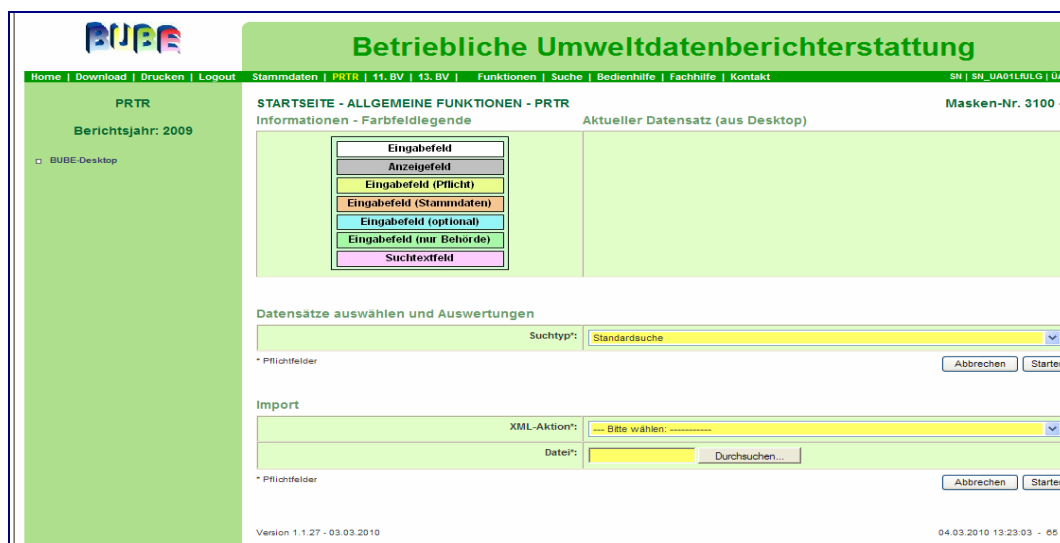 BUBE
Betriebliche Umweltdatenberichterstattung
Home | Download | Drucken | Logout Stammdaten | PRTR | 11. BV | 13. BV | Funktionen | Suche | Bedienhilfe | Fachhilfe | Kontakt SN | SN_UA01LfULG | ÜA
PRTR
Berichtsjahr: 2009
BUBE-Desktop
STARTSEITE - ALLGEMEINE FUNKTIONEN - PRTR Masken-Nr. 3100 -
Informationen - Farbfeldlegende Aktueller Datensatz (aus Desktop)
Eingabefeld
Anzeigefeld
Eingabefeld (Pflicht)
Eingabefeld (Stammdaten)
Eingabefeld (optional)
Eingabefeld (nur Behörde)
Suchtextfeld
Datensätze auswählen und Auswertungen
Suchtyp*: Standardsuche
* Pflichtfelder Abbrechen Starte
Import
XML-Aktion*: --- Bitte wählen: -----------
Datei*: Durchsuchen...
* Pflichtfelder Abbrechen Starte
Version 1.1.27 - 03.03.2010 04.03.2010 13:23:03 - 65